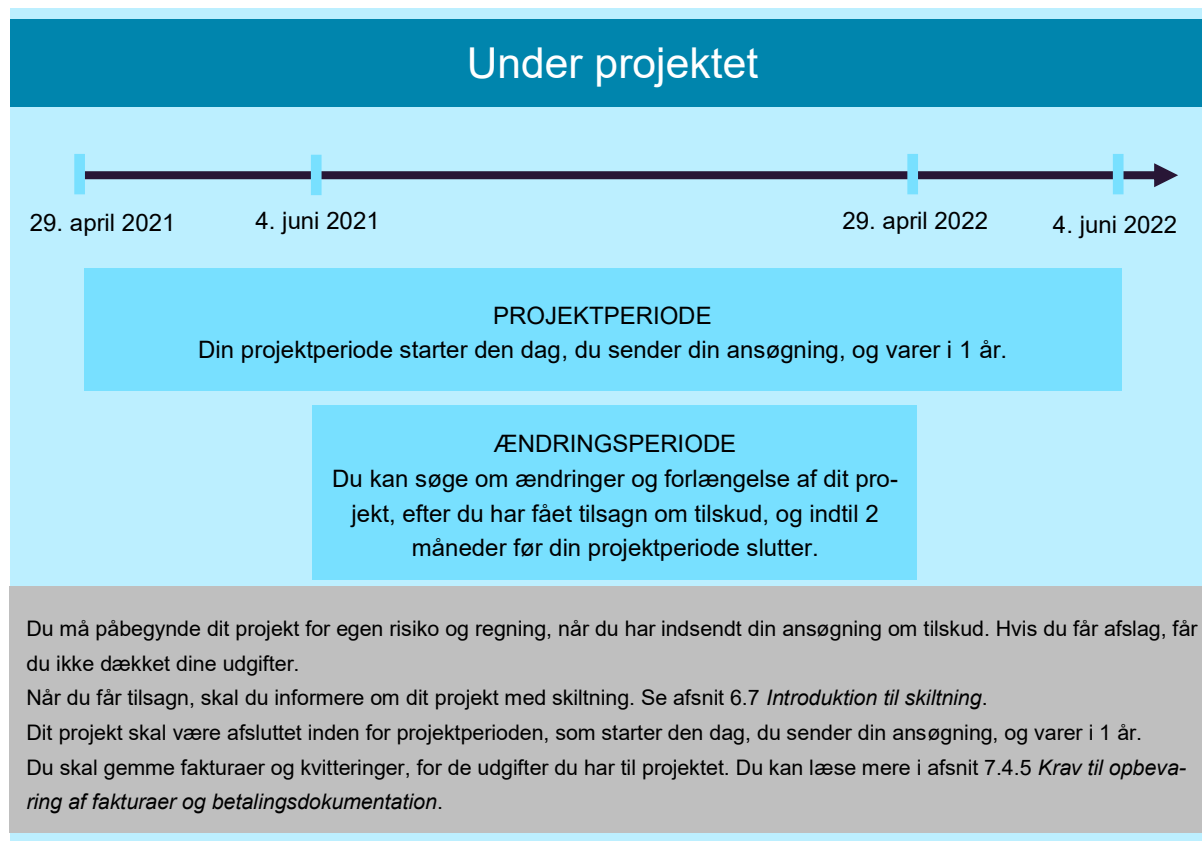 Under projektet
29. april 2021 4. juni 2021 29. april 2022 4. juni 2022
PROJEKTPERIODE
Din projektperiode starter den dag, du sender din ansøgning, og varer i 1 år.
ÆNDRINGSPERIODE
Du kan søge om ændringer og forlængelse af dit pro-
jekt, efter du har fået tilsagn om tilskud, og indtil 2
måneder før din projektperiode slutter.
Du må påbegynde dit projekt for egen risiko og regning, når du har indsendt din ansøgning om tilskud. Hvis du får afslag, får
du ikke dækket dine udgifter.
Når du får tilsagn, skal du informere om dit projekt med skiltning. Se afsnit 6.7 Introduktion til skiltning.
Dit projekt skal være afsluttet inden for projektperioden, som starter den dag, du sender din ansøgning, og varer i 1 år.
Du skal gemme fakturaer og kvitteringer, for de udgifter du har til projektet. Du kan læse mere i afsnit 7.4.5 Krav til opbeva-
ring af fakturaer og betalingsdokumentation.